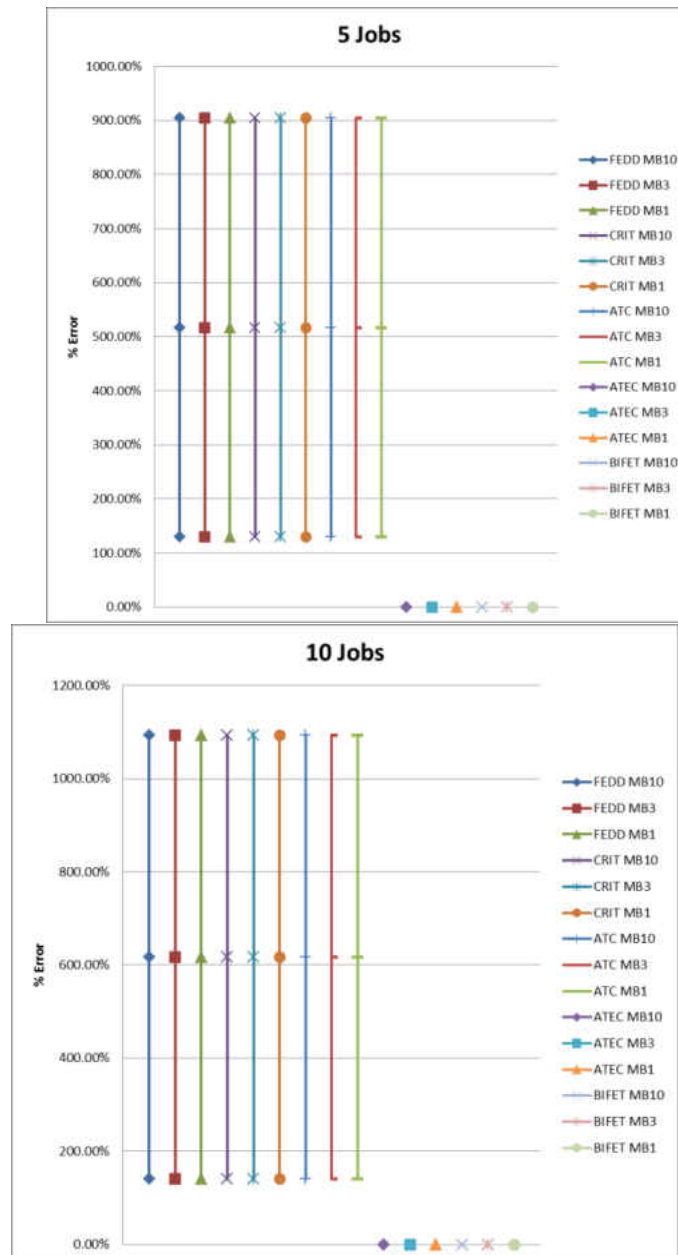 5 Jobs
1000.00%
900.00%
800.00%
700.00%
600.00%
500.00%
400.00%
300.00%
200.00%
100.00%
0.00%
% Error
FEDD MB10
FEDD MB3
FEDD MB1
CRIT MB10
CRIT MB3
CRIT MB1
ATC MB10
ATC MB3
ATC MB1
ATEC MB10
ATEC MB3
ATEC MB1
BIFET MB10
BIFET MB3
BIFET MB1
10 Jobs
1200.00%
1000.00%
800.00%
600.00%
400.00%
200.00%
0.00%
% Error
FEDD MB10
FEDD MB3
FEDD MB1
CRIT MB10
CRIT MB3
CRIT MB1
ATC MB10
ATC MB3
ATC MB1
ATEC MB10
ATEC MB3
ATEC MB1
BIFET MB10
BIFET MB3
BIFET MB1